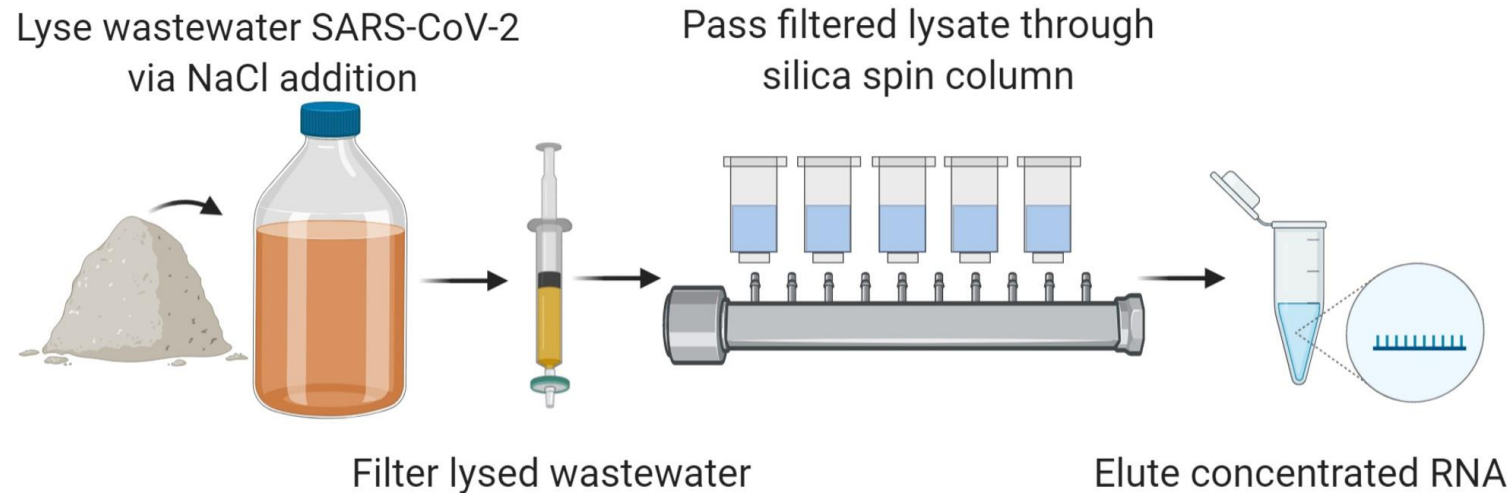 Lyse wastewater SARS-CoV-2
via NaCl addition
Pass filtered lysate through
silica spin column
Filter lysed wastewater
Elute concentrated RNA